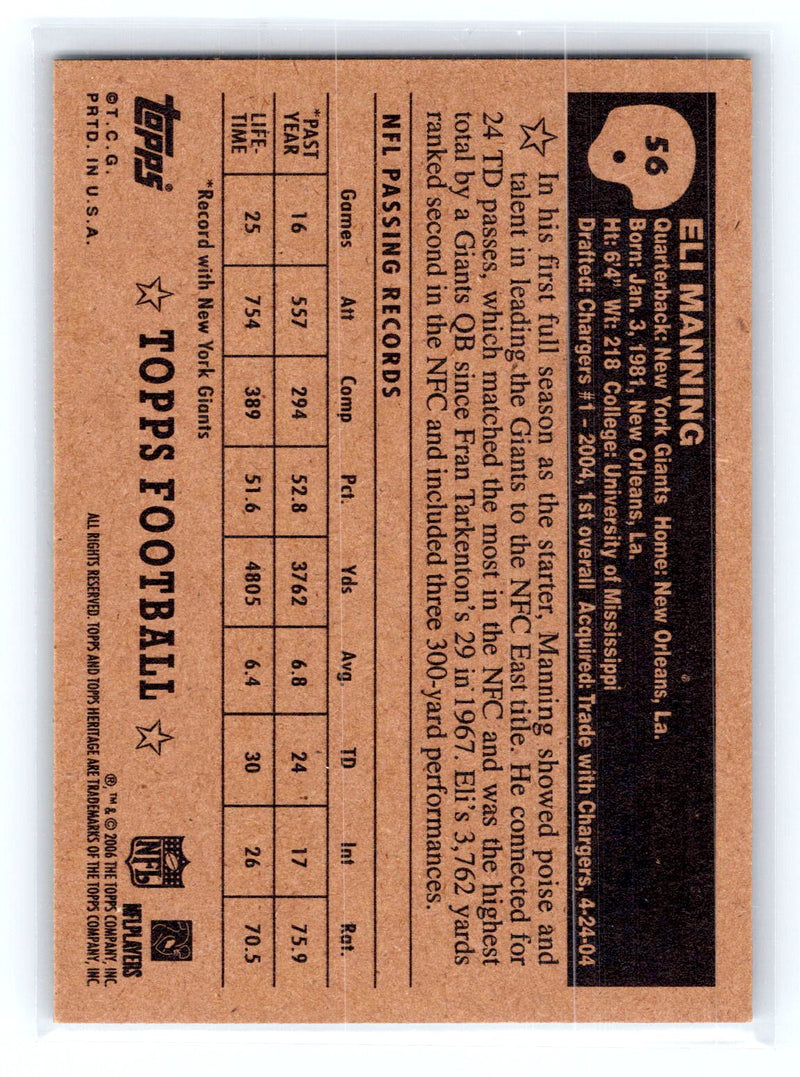 56
ELI MANNING
Quarterback: New York Giants Home: New Orleans, La.
Born: Jan. 3, 1981, New Orleans, La.
Ht: 6'4' Wt: 218 College: University of Mississippi
Drafted: Chargers #1 – 2004, 1st overall Acquired: Trade with Chargers, 4-24-04
In his first full season as the starter, Manning showed poise and
talent in leading the Giants to the NFC East title. He connected for
24 TD passes, which matched the most in the NFC and was the highest
total by a Giants QB since Fran Tarkenton's 29 in 1967. Eli's 3,762 yards
ranked second in the NFC and included three 300-yard performances.
NFL PASSING RECORDS
Games Att Comp Pct. Yds Avg. TD Int Rat.
*PAST YEAR 16 557 294 52.8 3762 6.8 24 17 75.9
LIFE-TIME 25 754 389 51.6 4805 6.4 30 26 70.5
*Record with New York Giants
topps®
©T.C.G.
PRTD. IN U.S.A.
TOPPS FOOTBALL
NFL
NFLPLAYERS
®, ™ & © 2006 THE TOPPS COMPANY, INC
ALL RIGHTS RESERVED. TOPPS AND TOPPS HERITAGE ARE TRADEMARKS OF THE TOPPS COMPANY, INC